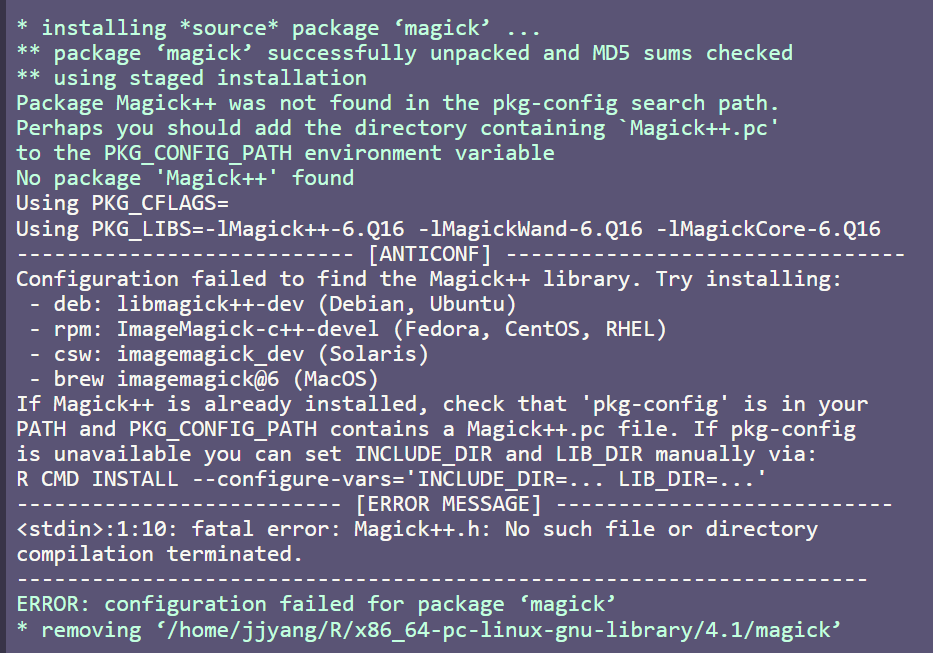 * installing *source* package ‘magick’ ...
** package ‘magick’ successfully unpacked and MD5 sums checked
** using staged installation
Package Magick++ was not found in the pkg-config search path.
Perhaps you should add the directory containing `Magick++.pc'
to the PKG_CONFIG_PATH environment variable
No package 'Magick++' found
Using PKG_CFLAGS=
Using PKG_LIBS=-lMagick++-6.Q16 -lMagickWand-6.Q16 -lMagickCore-6.Q16
--------------------------- [ANTICONF] --------------------------------
Configuration failed to find the Magick++ library. Try installing:
 - deb: libmagick++-dev (Debian, Ubuntu)
 - rpm: ImageMagick-c++-devel (Fedora, CentOS, RHEL)
 - csw: imagemagick_dev (Solaris)
 - brew imagemagick@6 (MacOS)
If Magick++ is already installed, check that 'pkg-config' is in your
PATH and PKG_CONFIG_PATH contains a Magick++.pc file. If pkg-config
is unavailable you can set INCLUDE_DIR and LIB_DIR manually via:
R CMD INSTALL --configure-vars='INCLUDE_DIR=... LIB_DIR=...'
-------------------------- [ERROR MESSAGE] ---------------------------
<stdin>:1:10: fatal error: Magick++.h: No such file or directory
compilation terminated.
--------------------------------------------------------------------
ERROR: configuration failed for package ‘magick’
* removing ‘/home/jjyang/R/x86_64-pc-linux-gnu-library/4.1/magick’